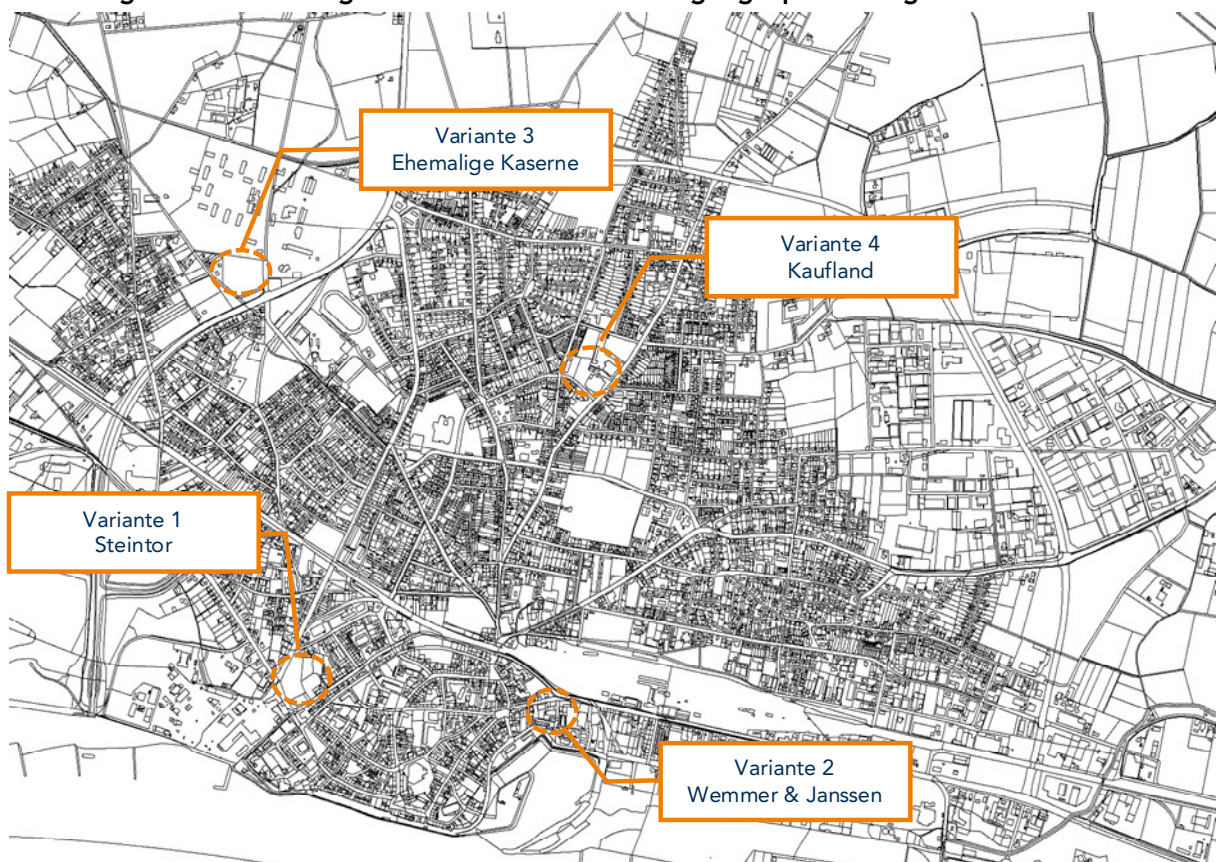 Variante 3
Ehemalige Kaserne
Variante 4
Kaufland
Variante 1
Steintor
Variante 2
Wemmer & Janssen